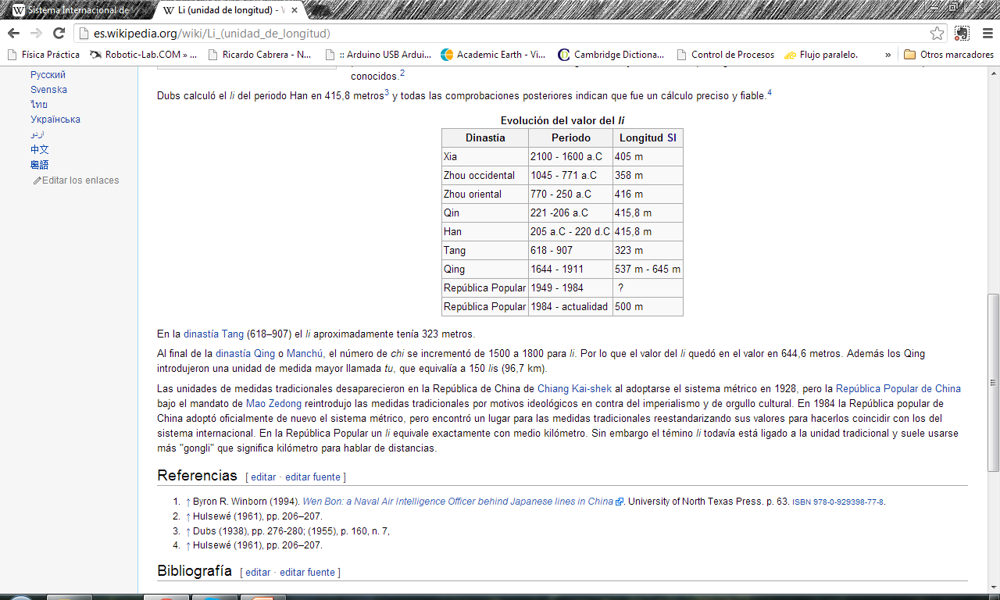 Sistema Internacional de
Li (unidad de longitud) -
es.wikipedia.org/wiki/Li_(unidad_de_longitud)
Física Práctica
Robotic-Lab.COM » ...
Ricardo Cabrera - N...
:: Arduino USB Ardui...
Academic Earth - Vi...
Cambridge Dictiona...
Control de Procesos
Flujo paralelo.
»
Otros marcadores
Русский
Svenska
ไทย
Українська
اردو
中文
粵語
Editar los enlaces
conocidos.2
Dubs calculó el li del periodo Han en 415,8 metros3 y todas las comprobaciones posteriores indican que fue un cálculo preciso y fiable.4
Evolución del valor del li
Dinastía Periodo Longitud SI
Xia 2100 - 1600 a.C 405 m
Zhou occidental 1045 - 771 a.C 358 m
Zhou oriental 770 - 250 a.C 416 m
Qin 221 -206 a.C 415,8 m
Han 205 a.C - 220 d.C 415,8 m
Tang 618 - 907 323 m
Qing 1644 - 1911 537 m - 645 m
República Popular 1949 - 1984 ?
República Popular 1984 - actualidad 500 m
En la dinastía Tang (618–907) el li aproximadamente tenía 323 metros.
Al final de la dinastía Qing o Manchú, el número de chi se incrementó de 1500 a 1800 para li. Por lo que el valor del li quedó en el valor en 644,6 metros. Además los Qing
introdujeron una unidad de medida mayor llamada tu, que equivalía a 150 lis (96,7 km).
Las unidades de medidas tradicionales desaparecieron en la República de China de Chiang Kai-shek al adoptarse el sistema métrico en 1928, pero la República Popular de China
bajo el mandato de Mao Zedong reintrodujo las medidas tradicionales por motivos ideológicos en contra del imperialismo y de orgullo cultural. En 1984 la República popular de
China adoptó oficialmente de nuevo el sistema métrico, pero encontró un lugar para las medidas tradicionales reestandarizando sus valores para hacerlos coincidir con los del
sistema internacional. En la República Popular un li equivale exactamente con medio kilómetro. Sin embargo el témino li todavía está ligado a la unidad tradicional y suele usarse
más "gongli" que significa kilómetro para hablar de distancias.
Referencias [ editar · editar fuente ]
1. ↑ Byron R. Winborn (1994). Wen Bon: a Naval Air Intelligence Officer behind Japanese lines in China. University of North Texas Press. p. 63. ISBN 978-0-929398-77-8.
2. ↑ Hulsewé (1961), pp. 206–207.
3. ↑ Dubs (1938), pp. 276-280; (1955), p. 160, n. 7,
4. ↑ Hulsewé (1961), pp. 206–207.
Bibliografía [ editar · editar fuente ]